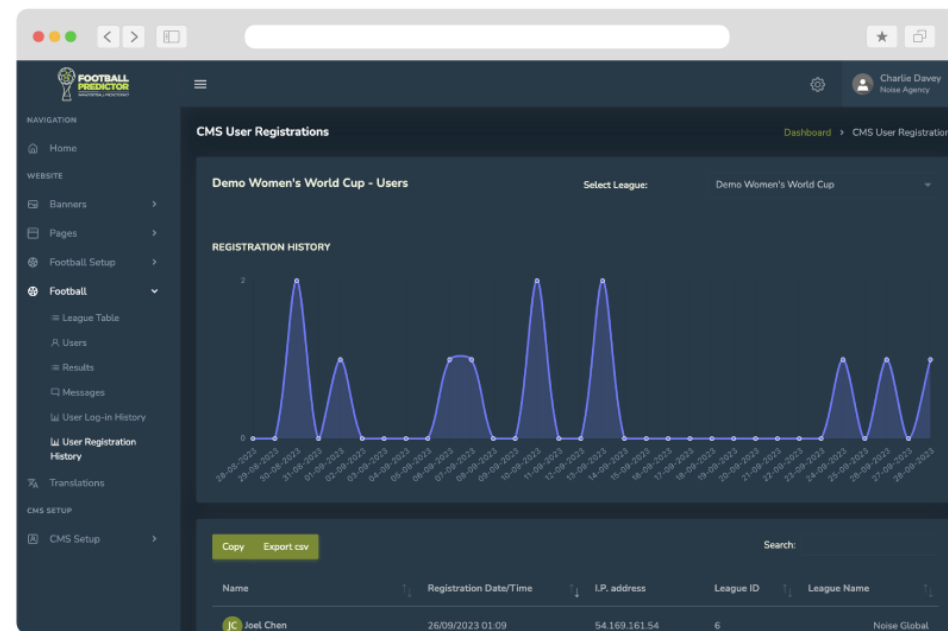 FOOTBALL
PREDICTOR
Charlie Davey
Noise Agency
NAVIGATION
Home
WEBSITE
Banners
Pages
Football Setup
Football
League Table
Users
Results
Messages
User Log-in History
User Registration
History
Translations
CMS SETUP
CMS Setup
CMS User Registrations
Dashboard > CMS User Registration
Demo Women's World Cup - Users
Select League: Demo Women's World Cup
REGISTRATION HISTORY
2
0
28-08-2023 29-08-2023 30-08-2023 31-08-2023 01-09-2023 02-09-2023 03-09-2023 04-09-2023 05-09-2023 06-09-2023 07-09-2023 08-09-2023 09-09-2023 10-09-2023 11-09-2023 12-09-2023 13-09-2023 14-09-2023 15-09-2023 16-09-2023 17-09-2023 18-09-2023 19-09-2023 20-09-2023 21-09-2023 22-09-2023 23-09-2023 24-09-2023 25-09-2023 26-09-2023 27-09-2023 28-09-2023
Copy Export csv
Search:
Name Registration Date/Time I.P. address League ID League Name
JC Joel Chen 26/09/2023 01:09 54.169.161.54 6 Noise Global